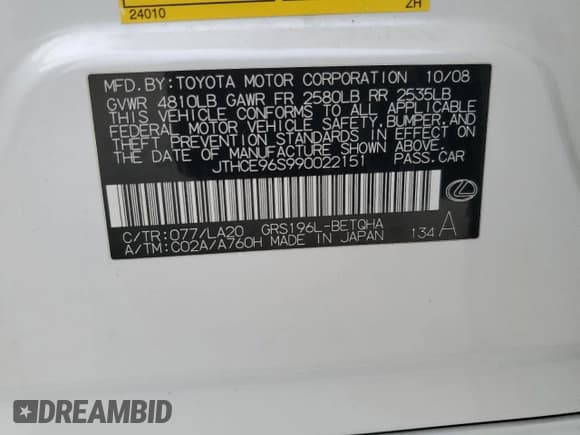 24010
ZH
MFD. BY: TOYOTA MOTOR CORPORATION 10/08
GVWR 4810LB GAWR FR 2580LB RR 2535LB
THIS VEHICLE CONFORMS TO ALL APPLICABLE
FEDERAL MOTOR VEHICLE SAFETY, BUMPER, AND
THEFT PREVENTION STANDARDS IN EFFECT ON
THE DATE OF MANUFACTURE SHOWN ABOVE.
JTHCE96S990022151 PASS. CAR
C/TR: 077/LA20 GRS196L-BETQHA
A/TM: C02A/A760H MADE IN JAPAN 134 A
DREAMBID